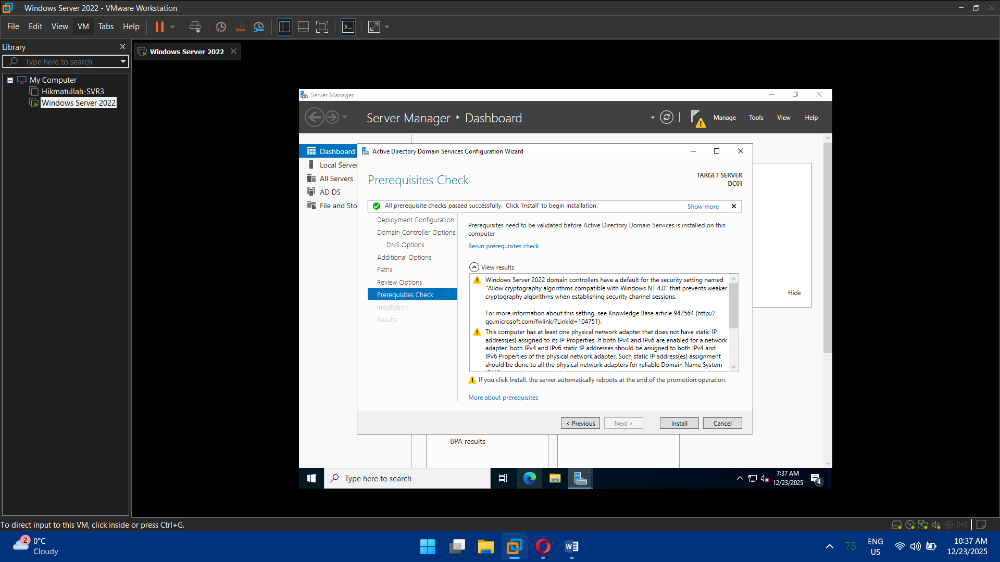 Windows Server 2022 - VMware Workstation
File Edit View VM Tabs Help
Library
Type here to search
My Computer
Hikmatullah-SVR3
Windows Server 2022
Windows Server 2022
Server Manager
Server Manager Dashboard
Manage Tools View Help
Dashboard
Local Server
All Servers
AD DS
File and Sto
Active Directory Domain Services Configuration Wizard
Prerequisites Check
TARGET SERVER
DC01
All prerequisite checks passed successfully. Click 'Install' to begin installation.
Show more
Deployment Configuration
Domain Controller Options
DNS Options
Additional Options
Paths
Review Options
Prerequisites Check
Installation
Results
Prerequisites need to be validated before Active Directory Domain Services is installed on this
computer
Rerun prerequisites check
View results
Windows Server 2022 domain controllers have a default for the security setting named
"Allow cryptography algorithms compatible with Windows NT 4.0" that prevents weaker
cryptography algorithms when establishing security channel sessions.
For more information about this setting, see Knowledge Base article 942564 (http://
go.microsoft.com/fwlink/?LinkId=104751).
This computer has at least one physical network adapter that does not have static IP
address(es) assigned to its IP Properties. If both IPv4 and IPv6 are enabled for a network
adapter, both IPv4 and IPv6 static IP addresses should be assigned to both IPv4 and
IPv6 Properties of the physical network adapter. Such static IP address(es) assignment
should be done to all the physical network adapters for reliable Domain Name System
If you click Install, the server automatically reboots at the end of the promotion operation.
More about prerequisites
< Previous
Next >
Install
Cancel
Hide
BPA results
Type here to search
7:37 AM
12/23/2025
4
To direct input to this VM, click inside or press Ctrl+G.
2
0°C
Cloudy
75
ENG
US
10:37 AM
12/23/2025